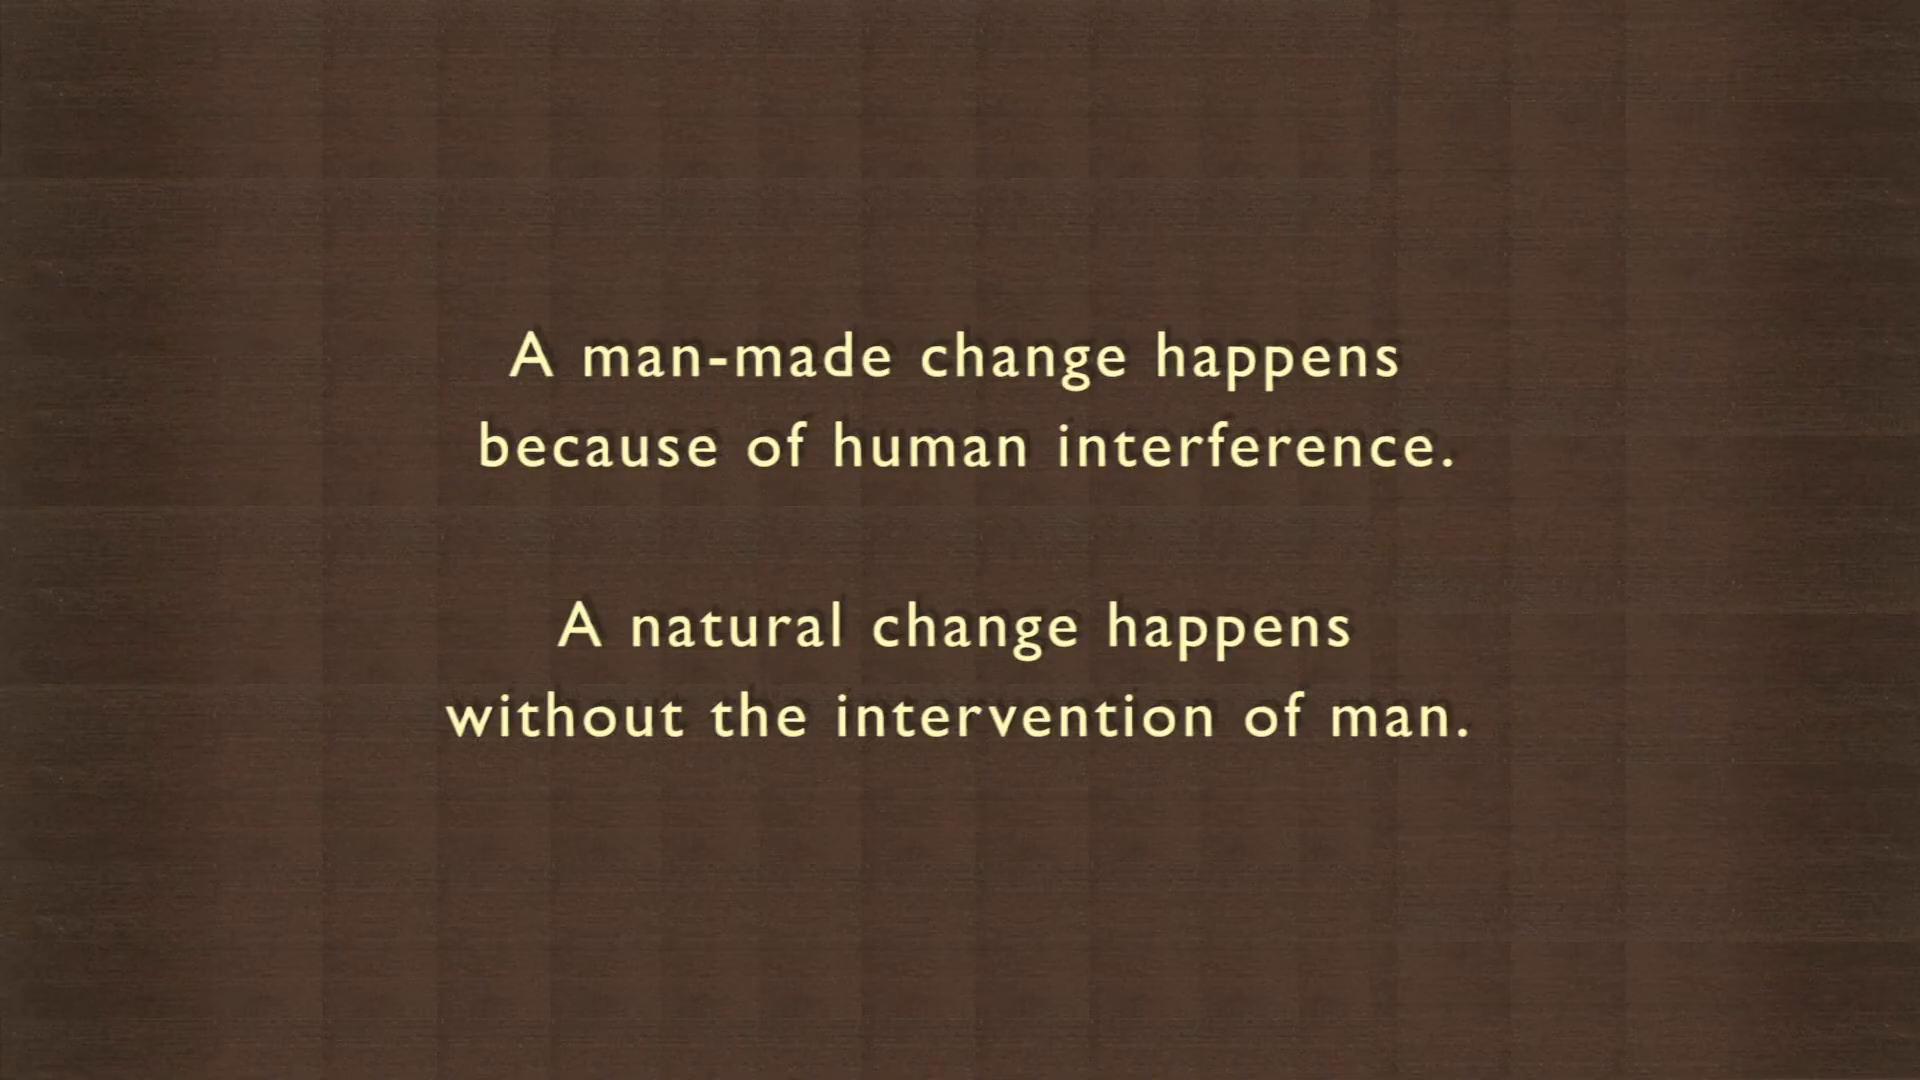 A man-made change happens
because of human interference.
A natural change happens
without the intervention of man.